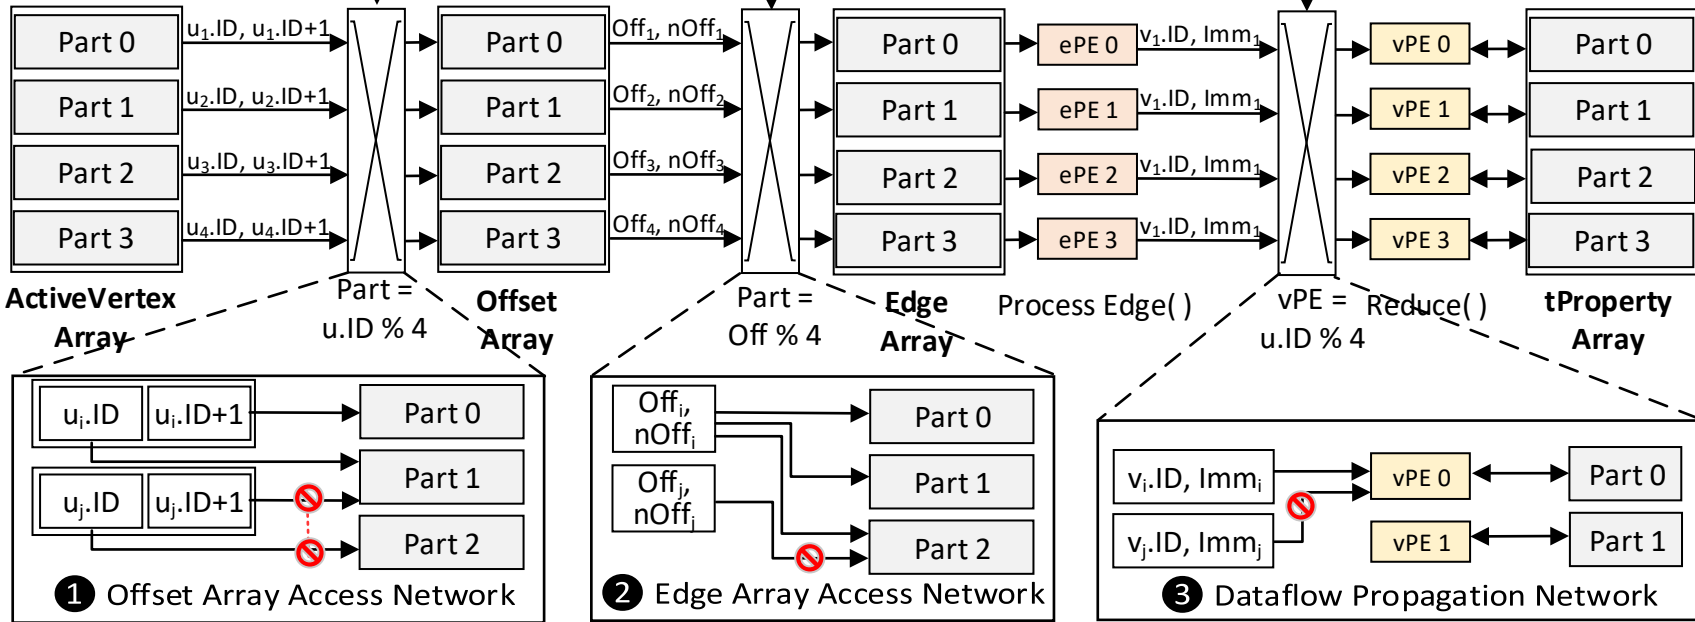 Part 0
u1.ID, u1.ID+1
Part 0
Off1, nOff1
Part 0
ePE 0
v1.ID, Imm1
vPE 0
Part 0
Part 1
u2.ID, u2.ID+1
Part 1
Off2, nOff2
Part 1
ePE 1
v1.ID, Imm1
vPE 1
Part 1
Part 2
u3.ID, u3.ID+1
Part 2
Off3, nOff3
Part 2
ePE 2
v1.ID, Imm1
vPE 2
Part 2
Part 3
u4.ID, u4.ID+1
Part 3
Off4, nOff4
Part 3
ePE 3
v1.ID, Imm1
vPE 3
Part 3
ActiveVertex
Array
Part =
u.ID % 4
Offset
Array
Part =
Off % 4
Edge
Array
Process Edge( )
vPE =
u.ID % 4
Reduce( )
tProperty
Array
ui.ID
ui.ID+1
Part 0
Part 1
uj.ID
uj.ID+1
Part 2
1 Offset Array Access Network
Offi,
nOffi
Part 0
Part 1
Offj,
nOffj
Part 2
2 Edge Array Access Network
vi.ID, Immi
vPE 0
Part 0
vj.ID, Immj
vPE 1
Part 1
3 Dataflow Propagation Network